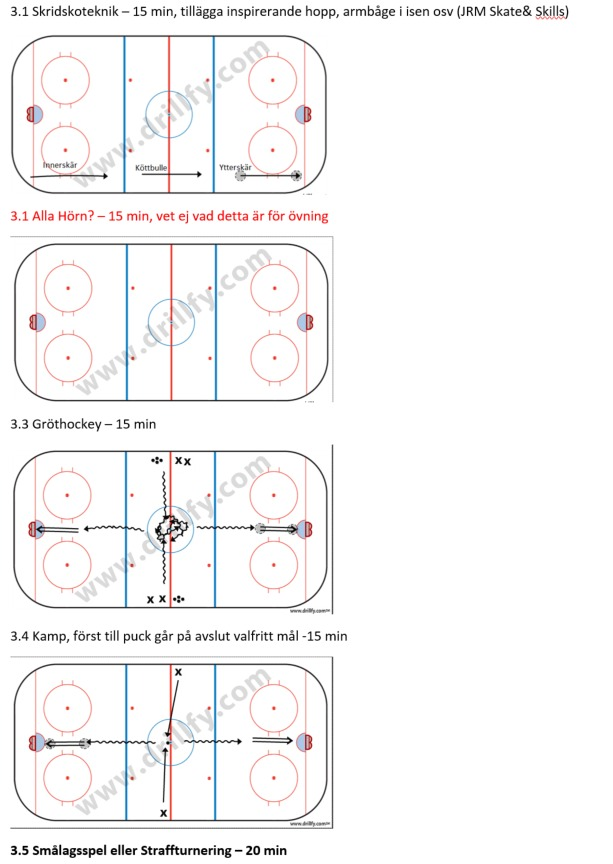 3.1 Skridskoteknik – 15 min, tillägga inspirerande hopp, armbåge i isen osv (JRM Skate& Skills)
www.drillfy.com
Innerskär Köttbulle Ytterskär
3.1 Alla Hörn? – 15 min, vet ej vad detta är för övning
www.drillfy.com
3.3 Gröthockey – 15 min
x x
www.drillfy.com
x x
www.drillfy.com
3.4 Kamp, först till puck går på avslut valfritt mål -15 min
x
www.drillfy.com
x
www.drillfy.com
3.5 Smålagsspel eller Straffturnering – 20 min